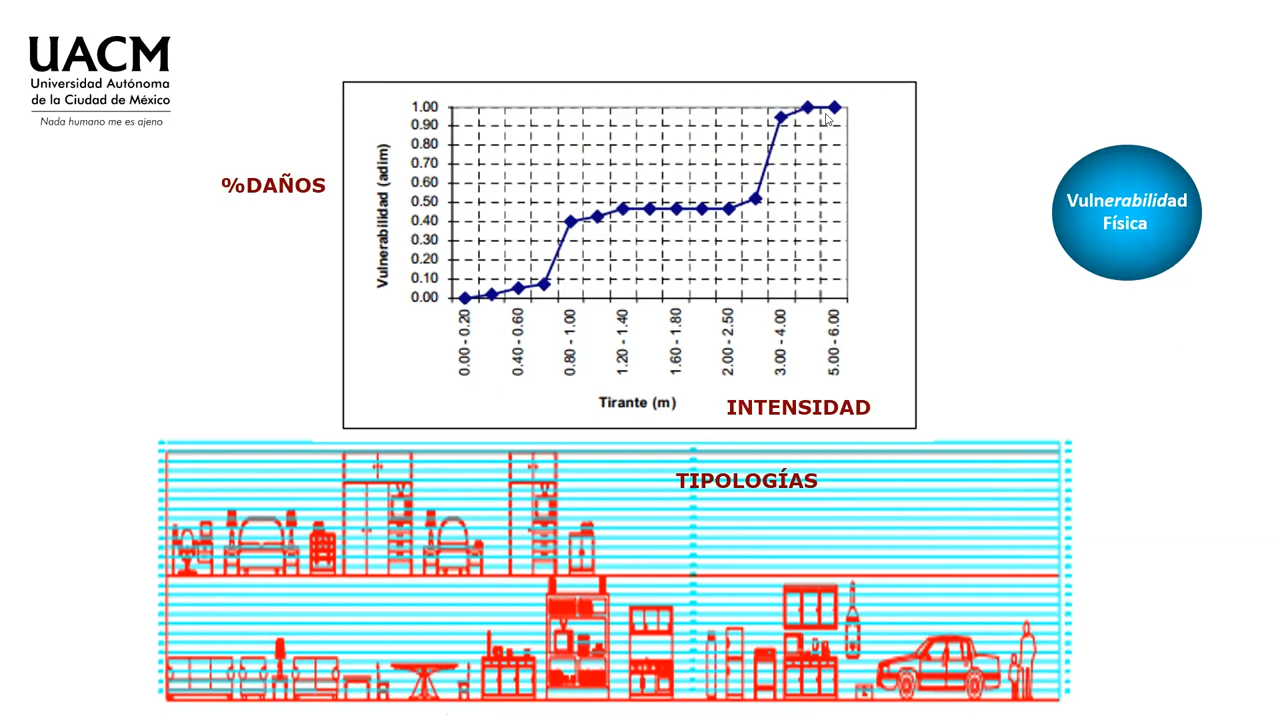 UACM
Universidad Autónoma
de la Ciudad de México
Nada humano me es ajeno
%DAÑOS
Vulnerabilidad (adim)
1.00
0.90
0.80
0.70
0.60
0.50
0.40
0.30
0.20
0.10
0.00
0.00 - 0.20
0.40 - 0.60
0.80 - 1.00
1.20 - 1.40
1.60 - 1.80
2.00 - 2.50
3.00 - 4.00
5.00 - 6.00
Tirante (m)
INTENSIDAD
Vulnerabilidad
Física
TIPOLOGÍAS